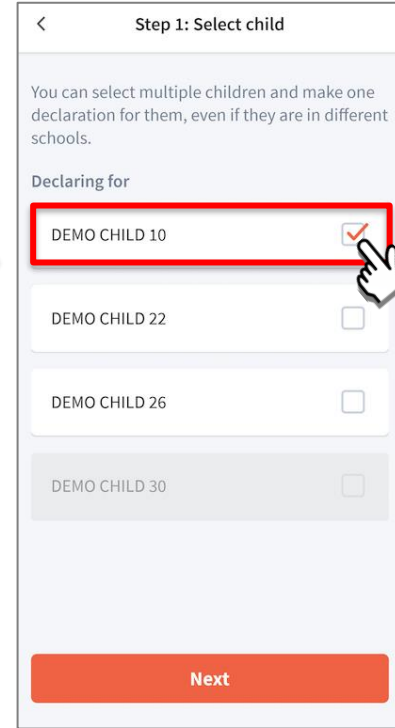 Step 1: Select child
You can select multiple children and make one
declaration for them, even if they are in different
schools.
Declaring for
DEMO CHILD 10
DEMO CHILD 22
DEMO CHILD 26
DEMO CHILD 30
Next